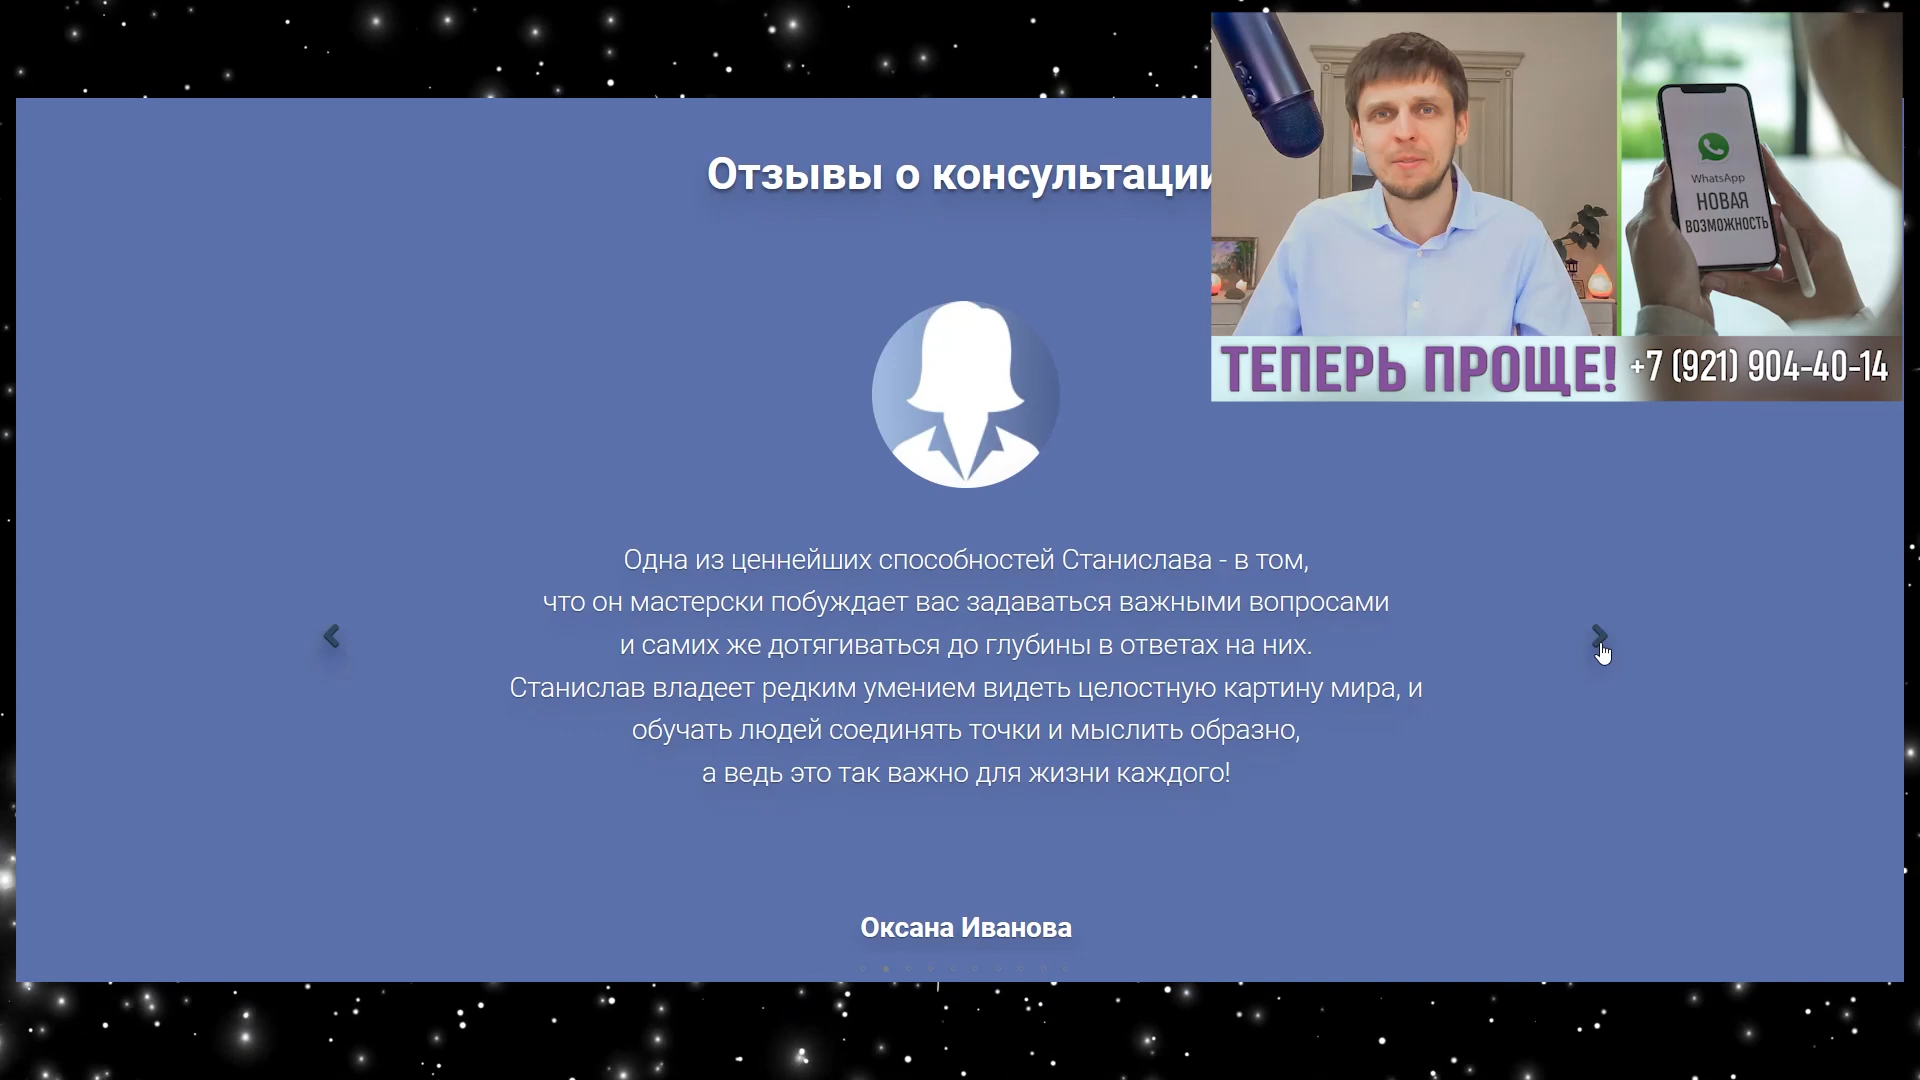 Отзывы о консультации
WhatsApp
НОВАЯ
ВОЗМОЖНОСТЬ
ТЕПЕРЬ ПРОЩЕ! +7 (921) 904-40-14
Одна из ценнейших способностей Станислава - в том,
что он мастерски побуждает вас задаваться важными вопросами
и самих же дотягиваться до глубины в ответах на них.
Станислав владеет редким умением видеть целостную картину мира, и
обучать людей соединять точки и мыслить образно,
а ведь это так важно для жизни каждого!
Оксана Иванова